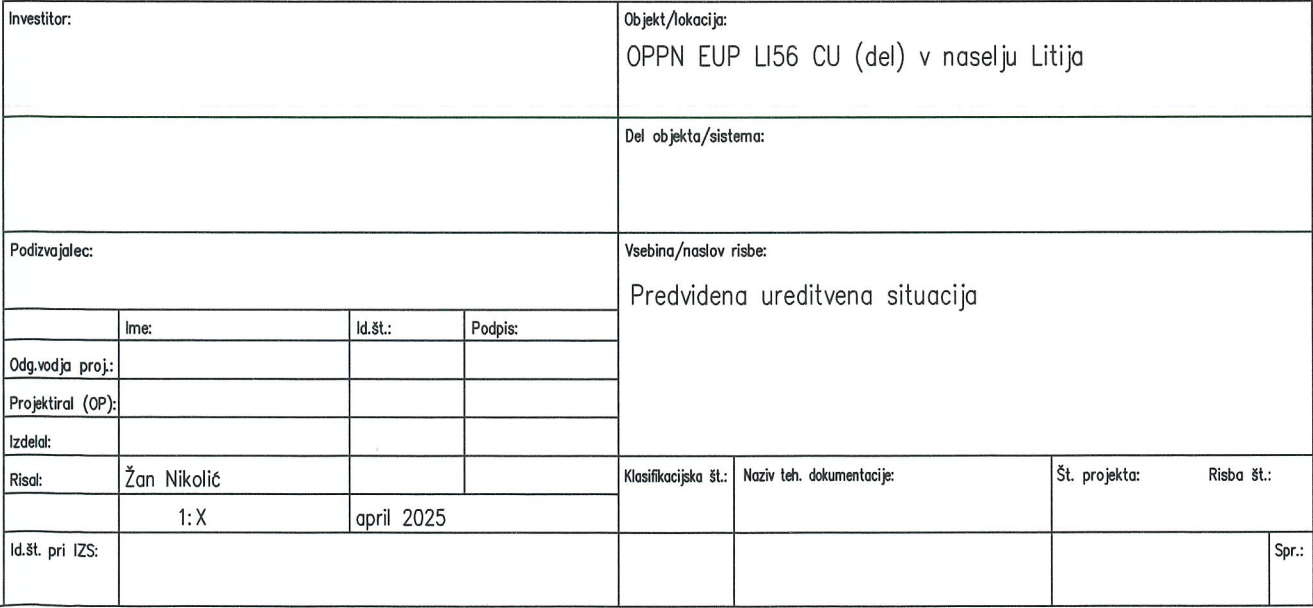 Investitor:
Objekt/lokacija:
OPPN EUP LI56 CU (del) v naselju Litija
Del objekta/sistema:
Podizvajalec:
Vsebina/naslov risbe:
Predvidena ureditvena situacija
Ime: Id.št.: Podpis:
Odg.vodja proj.:
Projektiral (OP):
Izdelal:
Risal: Žan Nikolić
Klasifikacijska št.: Naziv teh. dokumentacije: Št. projekta: Risba št.:
1:X april 2025
Id.št. pri IZS:
Spr.: